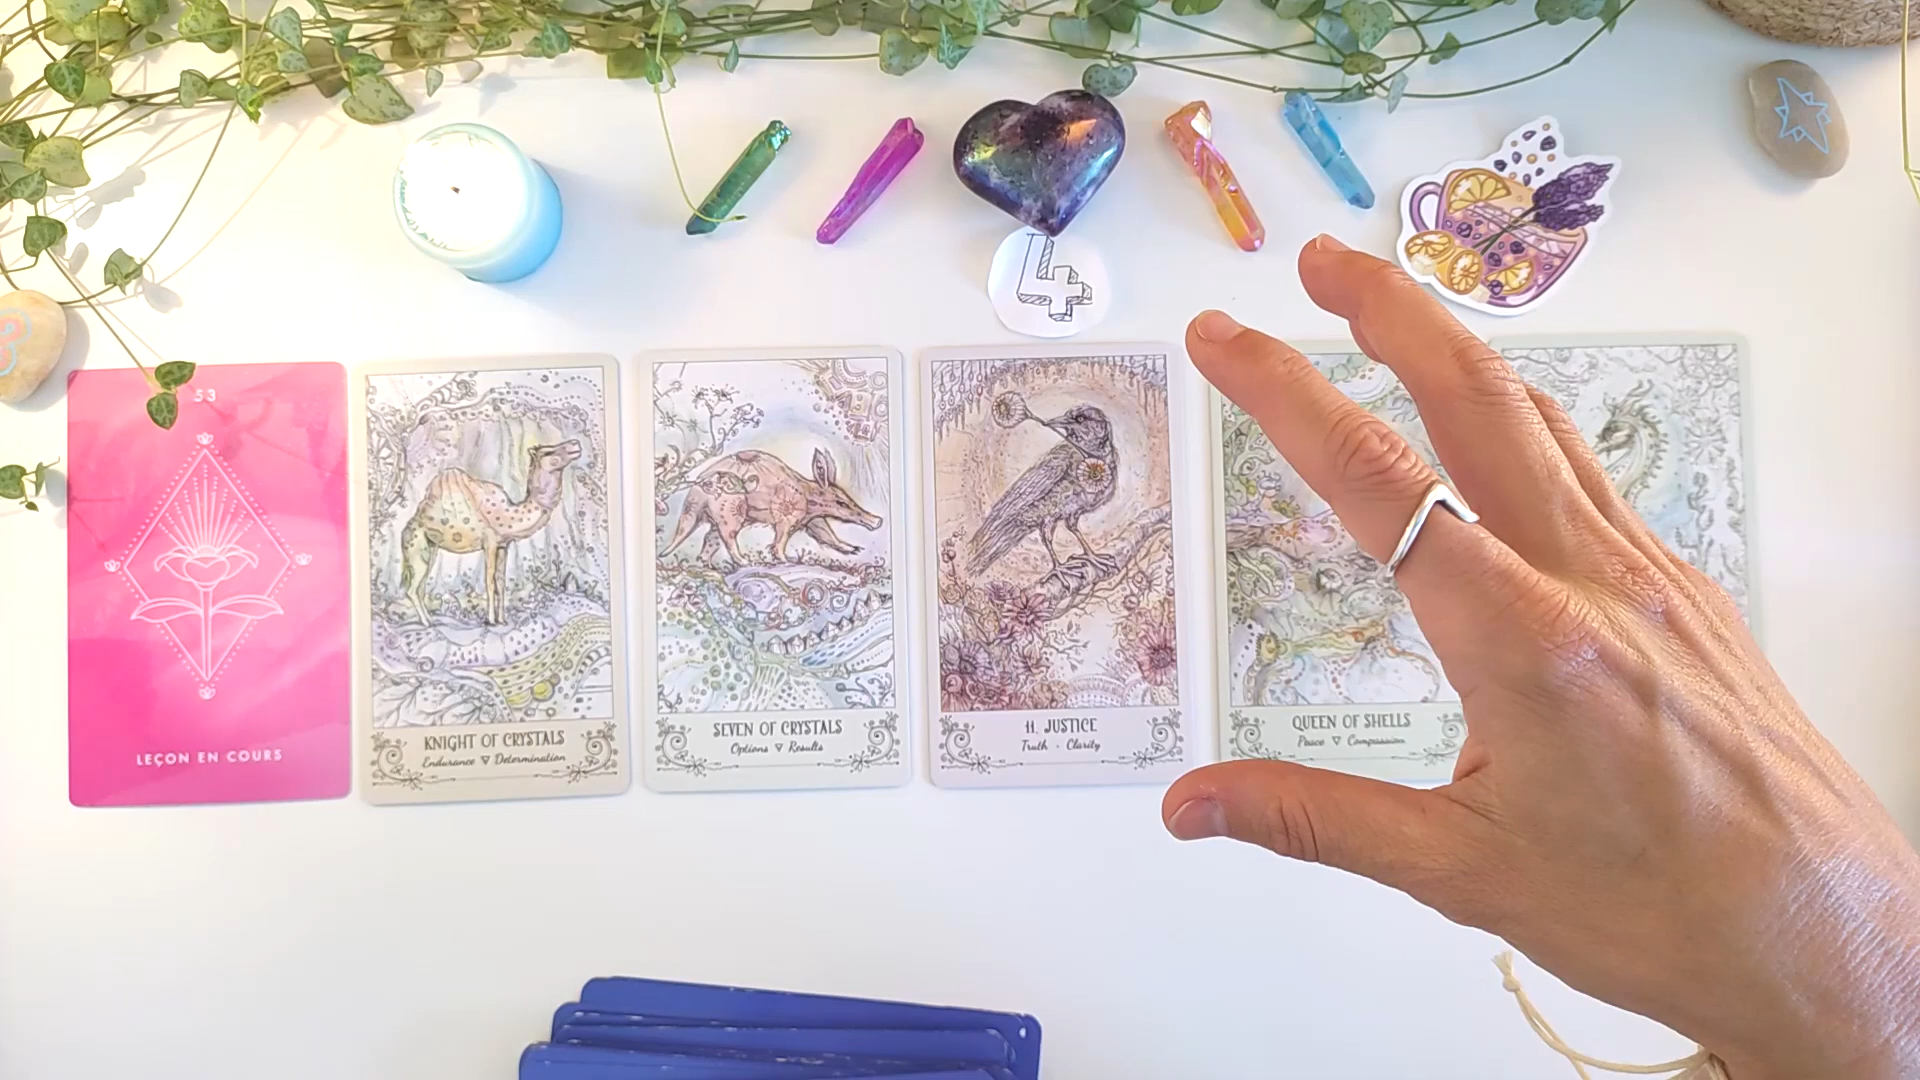 4
53
LEÇON EN COURS
KNIGHT OF CRYSTALS
Endurance ▽ Determination
SEVEN OF CRYSTALS
Options ▽ Results
11. JUSTICE
Truth · Clarity
QUEEN OF SHELLS
Peace ▽ Compassion